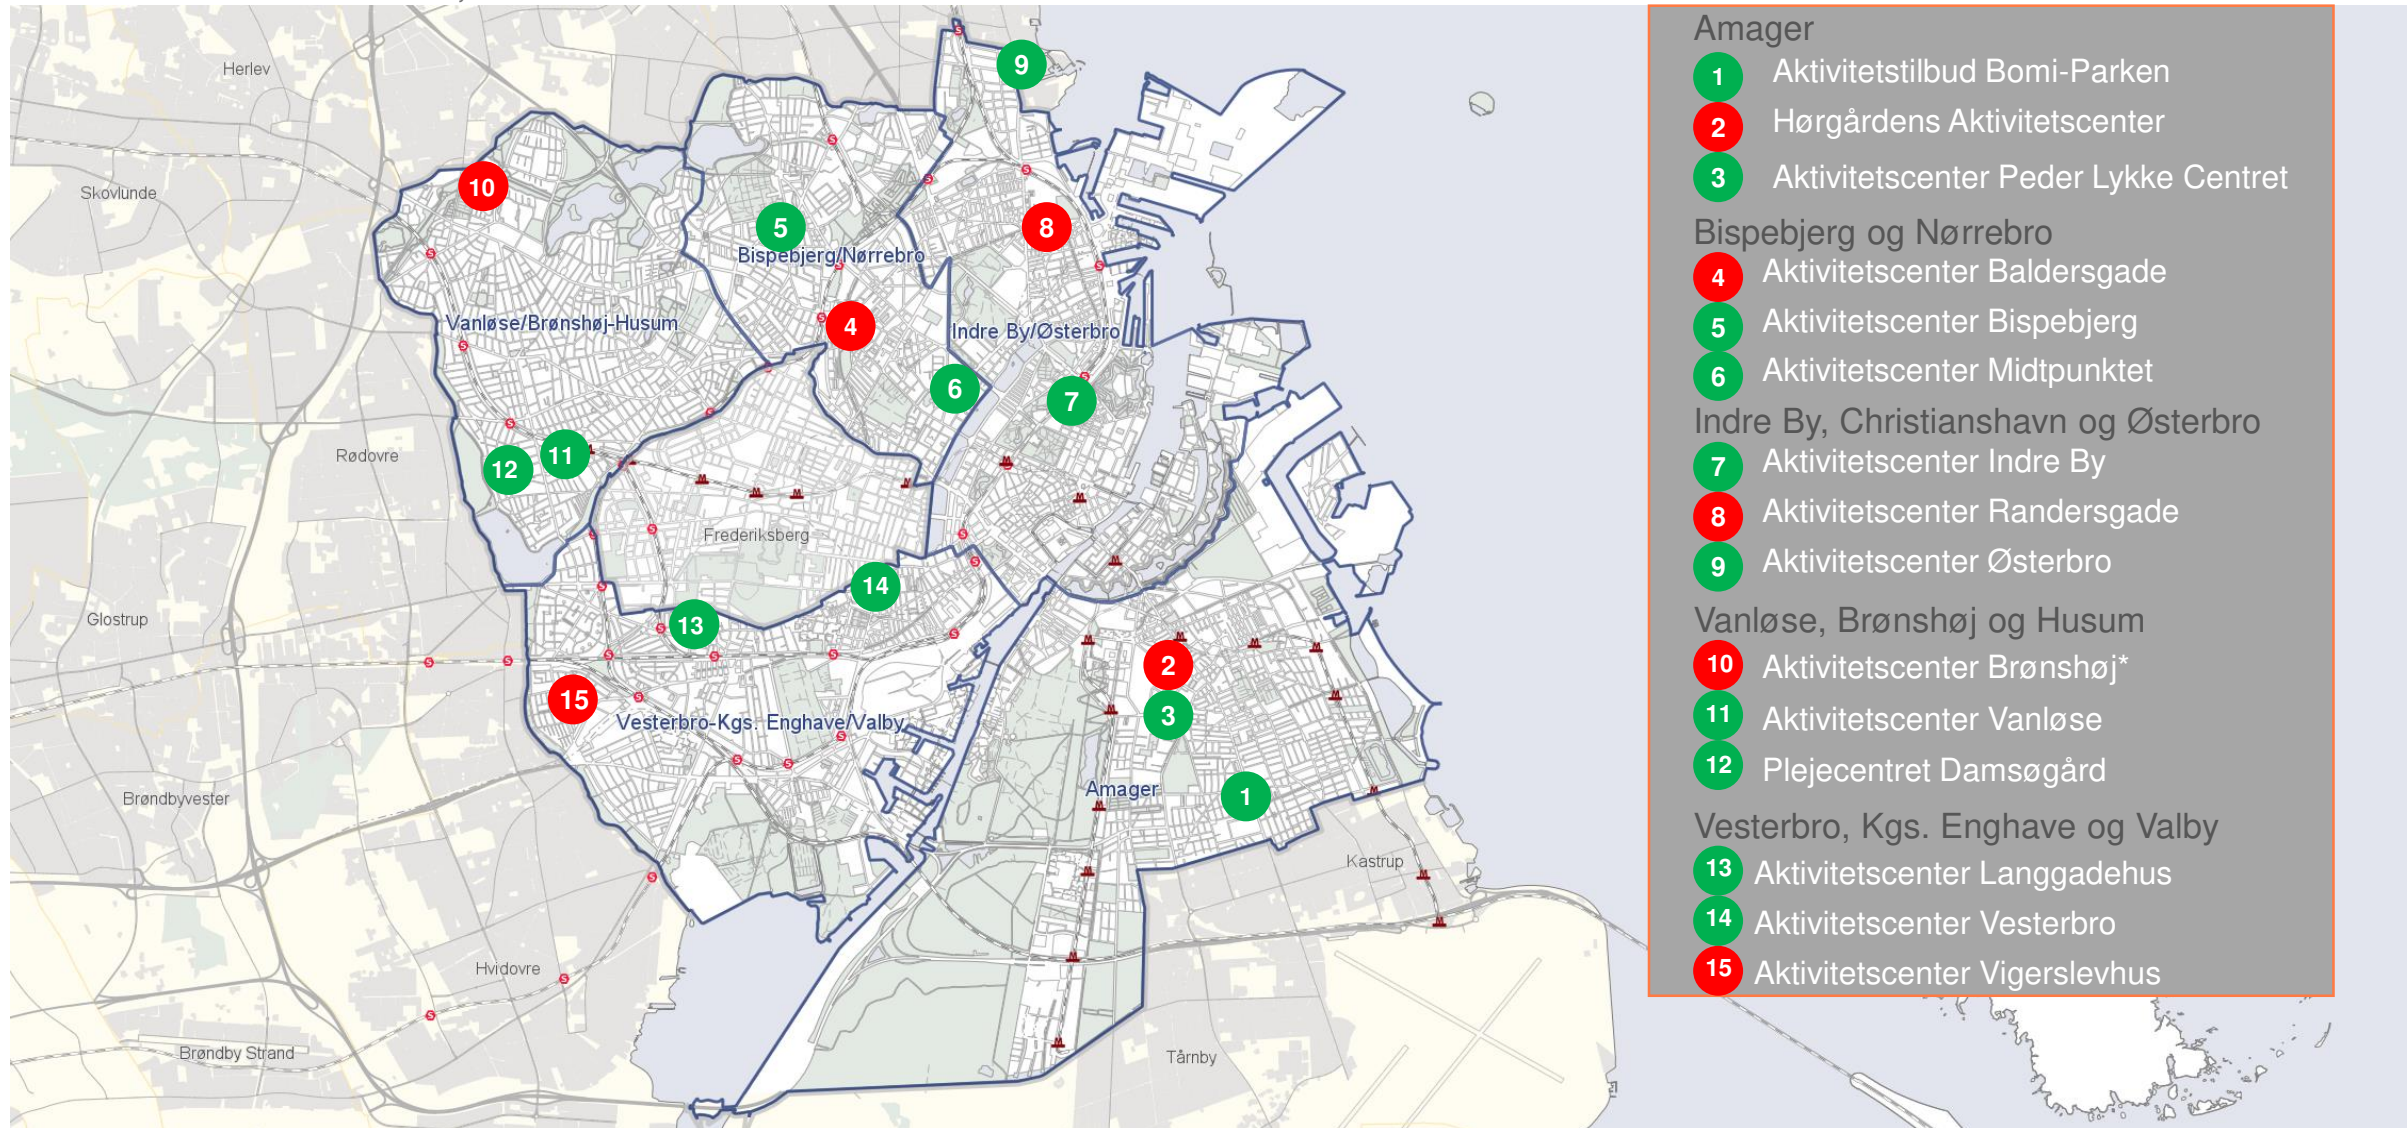 Herlev
Skovlunde
Rødovre
Glostrup
Brøndbyvester
Hvidovre
Brøndby Strand
Vanløse/Brønshøj-Husum
Bispebjerg/Nørrebro
Indre By/Østerbro
Frederiksberg
Vesterbro-Kgs. Enghave/Valby
Amager
Kastrup
Tårnby
9
10
5
8
4
6
7
11
12
14
13
15
2
3
1
Amager
1 Aktivitetstilbud Bomi-Parken
2 Hørgårdens Aktivitetscenter
3 Aktivitetscenter Peder Lykke Centret
Bispebjerg og Nørrebro
4 Aktivitetscenter Baldersgade
5 Aktivitetscenter Bispebjerg
6 Aktivitetscenter Midtpunktet
Indre By, Christianshavn og Østerbro
7 Aktivitetscenter Indre By
8 Aktivitetscenter Randersgade
9 Aktivitetscenter Østerbro
Vanløse, Brønshøj og Husum
10 Aktivitetscenter Brønshøj*
11 Aktivitetscenter Vanløse
12 Plejecentret Damsøgård
Vesterbro, Kgs. Enghave og Valby
13 Aktivitetscenter Langgadehus
14 Aktivitetscenter Vesterbro
15 Aktivitetscenter Vigerslevhus